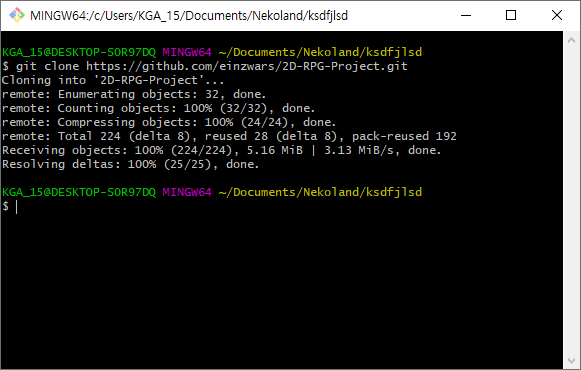 MINGW64:/c/Users/KGA_15/Documents/Nekoland/ksdfjlsd
KGA_15@DESKTOP-SOR97DQ MINGW64 ~/Documents/Nekoland/ksdfjlsd
$ git clone https://github.com/einzwars/2D-RPG-Project.git
Cloning into '2D-RPG-Project'...
remote: Enumerating objects: 32, done.
remote: Counting objects: 100% (32/32), done.
remote: Compressing objects: 100% (24/24), done.
remote: Total 224 (delta 8), reused 28 (delta 8), pack-reused 192
Receiving objects: 100% (224/224), 5.16 MiB | 3.13 MiB/s, done.
Resolving deltas: 100% (25/25), done.
KGA_15@DESKTOP-SOR97DQ MINGW64 ~/Documents/Nekoland/ksdfjlsd
$